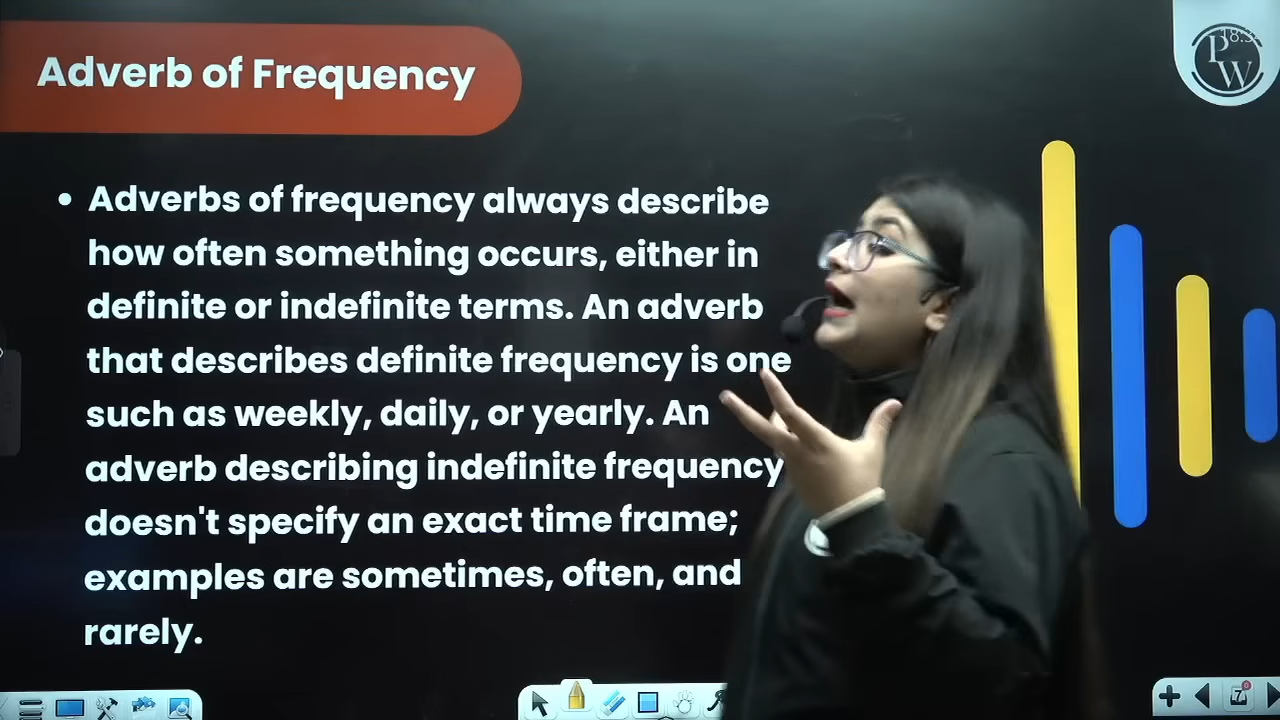 Adverb of Frequency
• Adverbs of frequency always describe
how often something occurs, either in
definite or indefinite terms. An adverb
that describes definite frequency is one
such as weekly, daily, or yearly. An
adverb describing indefinite frequency
doesn't specify an exact time frame;
examples are sometimes, often, and
rarely.
PW